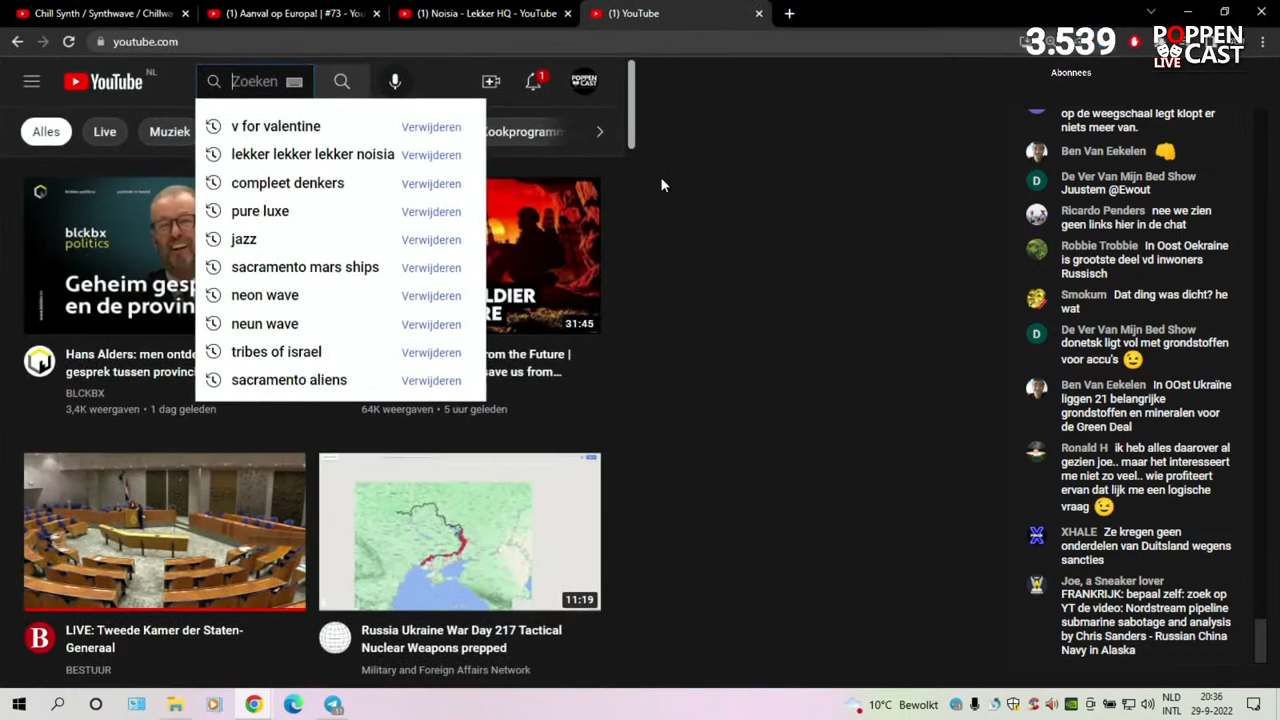 Chill Synth / Synthwave / Chillwa
(1) Aanval op Europa! | #73 - You
(1) Noisia - Lekker HQ - YouTube
(1) YouTube
youtube.com
3.539
Abonnees
POPPEN
CAST
LIVE
YouTube
NL
Zoeken
1
POPPEN
CAST
Alles
Live
Muziek
Kookprogramm
v for valentine Verwijderen
lekker lekker lekker noisia Verwijderen
compleet denkers Verwijderen
pure luxe Verwijderen
jazz Verwijderen
sacramento mars ships Verwijderen
neon wave Verwijderen
neun wave Verwijderen
tribes of israel Verwijderen
sacramento aliens Verwijderen
blckbx
politics
Geheim gesp
en de provin
LDIER
RE
31:45
Hans Alders: men ontde
gesprek tussen provinc
BLCKBX
3,4K weergaven • 1 dag geleden
rom the Future |
save us from...
64K weergaven • 5 uur geleden
LIVE: Tweede Kamer der Staten-
Generaal
BESTUUR
11:19
Russia Ukraine War Day 217 Tactical
Nuclear Weapons prepped
Military and Foreign Affairs Network
op de weegschaal legt klopt er
niets meer van.
Ben Van Eekelen 👊
De Ver Van Mijn Bed Show
Juustem @Ewout
Ricardo Penders nee we zien
geen links hier in de chat
Robbie Trobbie In Oost Oekraine
is grootste deel vd inwoners
Russisch
Smokum Dat ding was dicht? he
wat
De Ver Van Mijn Bed Show
donetsk ligt vol met grondstoffen
voor accu's 😉
Ben Van Eekelen In OOst Ukraïne
liggen 21 belangrijke
grondstoffen en mineralen voor
de Green Deal
Ronald H ik heb alles daarover al
gezien joe.. maar het interesseert
me niet zo veel.. wie profiteert
ervan dat lijk me een logische
vraag 😉
XHALE Ze kregen geen
onderdelen van Duitsland wegens
sancties
Joe, a Sneaker lover
FRANKRIJK: bepaal zelf: zoek op
YT de video: Nordstream pipeline
submarine sabotage and analysis
by Chris Sanders - Russian China
Navy in Alaska
10°C Bewolkt
NLD
INTL
20:36
29-9-2022